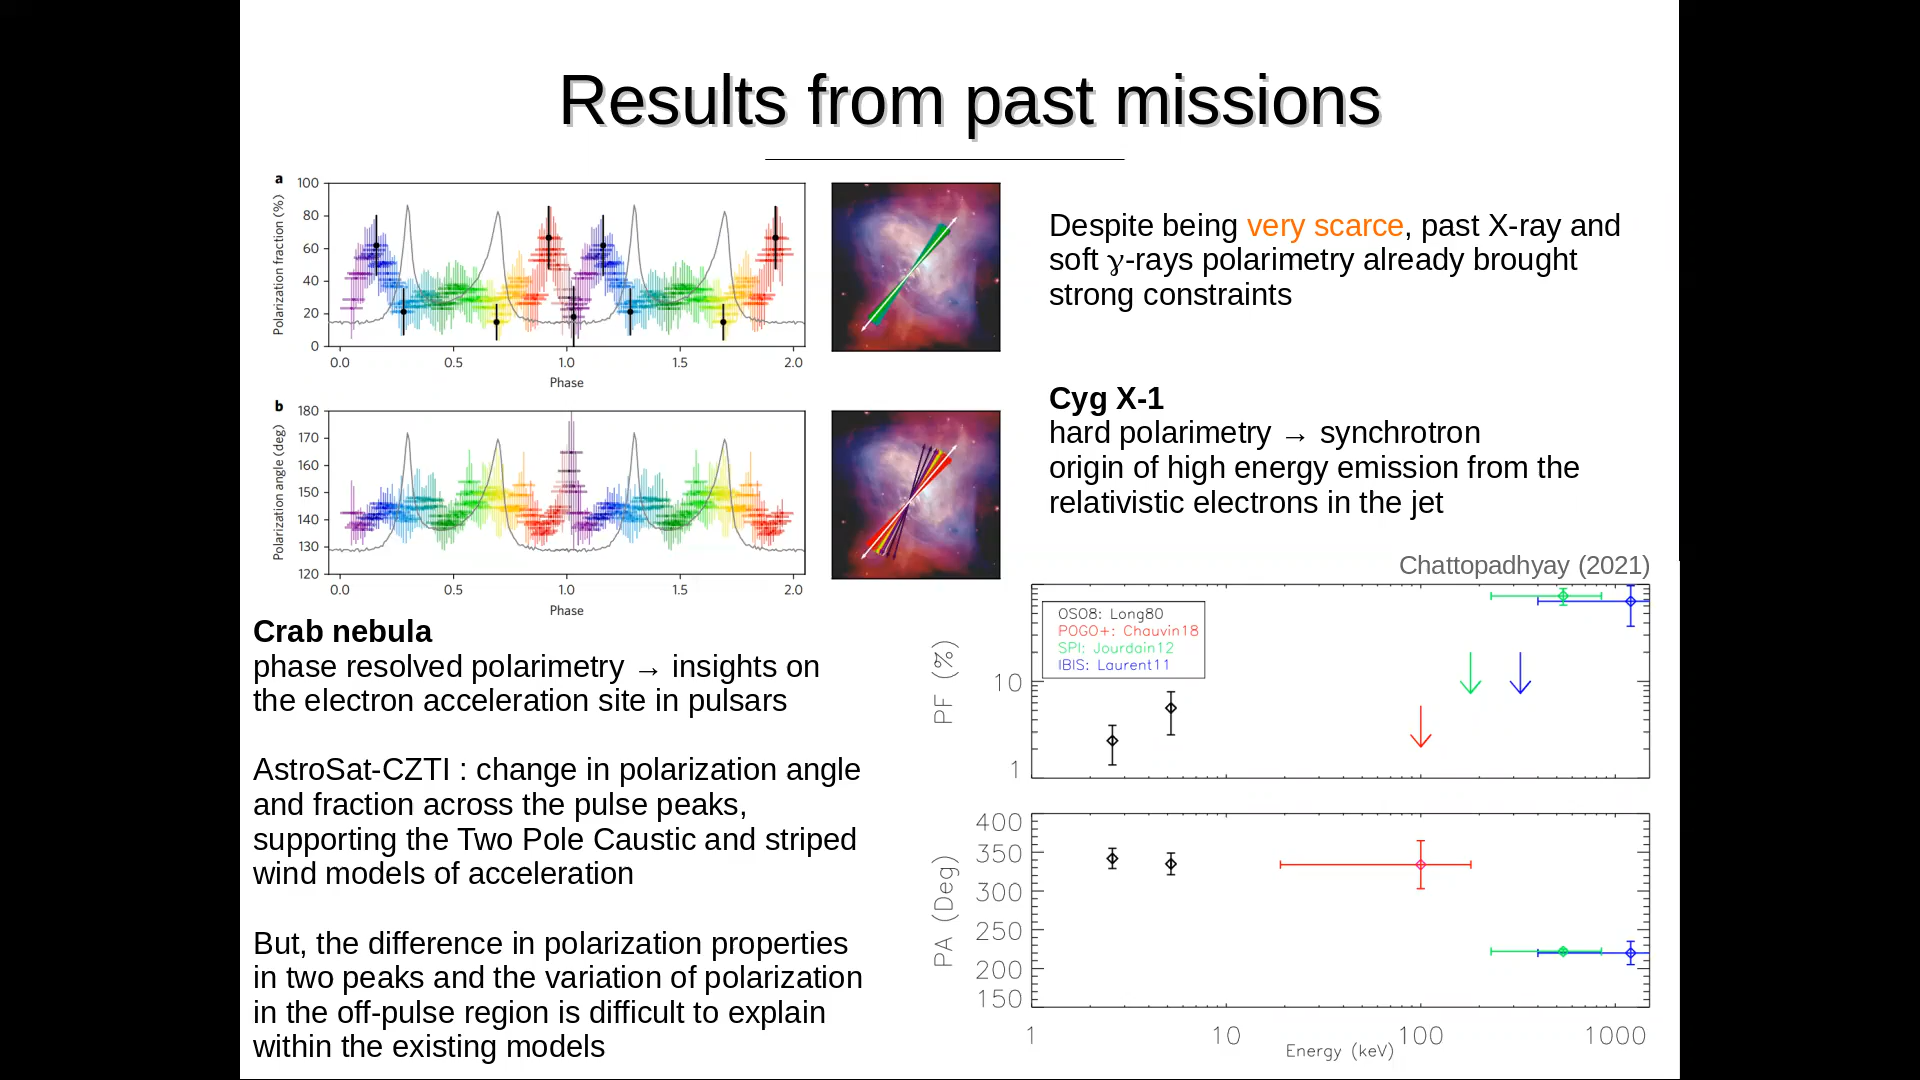 Results from past missions
a
Polarization fraction (%)
100
80
60
40
20
0
0.0 0.5 1.0 1.5 2.0
Phase
b
Polarization angle (deg)
180
170
160
150
140
130
120
0.0 0.5 1.0 1.5 2.0
Phase
Crab nebula
phase resolved polarimetry → insights on
the electron acceleration site in pulsars
AstroSat-CZTI : change in polarization angle
and fraction across the pulse peaks,
supporting the Two Pole Caustic and striped
wind models of acceleration
But, the difference in polarization properties
in two peaks and the variation of polarization
in the off-pulse region is difficult to explain
within the existing models
Despite being very scarce, past X-ray and
soft γ-rays polarimetry already brought
strong constraints
Cyg X-1
hard polarimetry → synchrotron
origin of high energy emission from the
relativistic electrons in the jet
Chattopadhyay (2021)
OSO8: Long80
POGO+: Chauvin18
SPI: Jourdain12
IBIS: Laurent11
PF (%)
10
1
PA (Deg)
400
350
300
250
200
150
1 10 100 1000
Energy (keV)